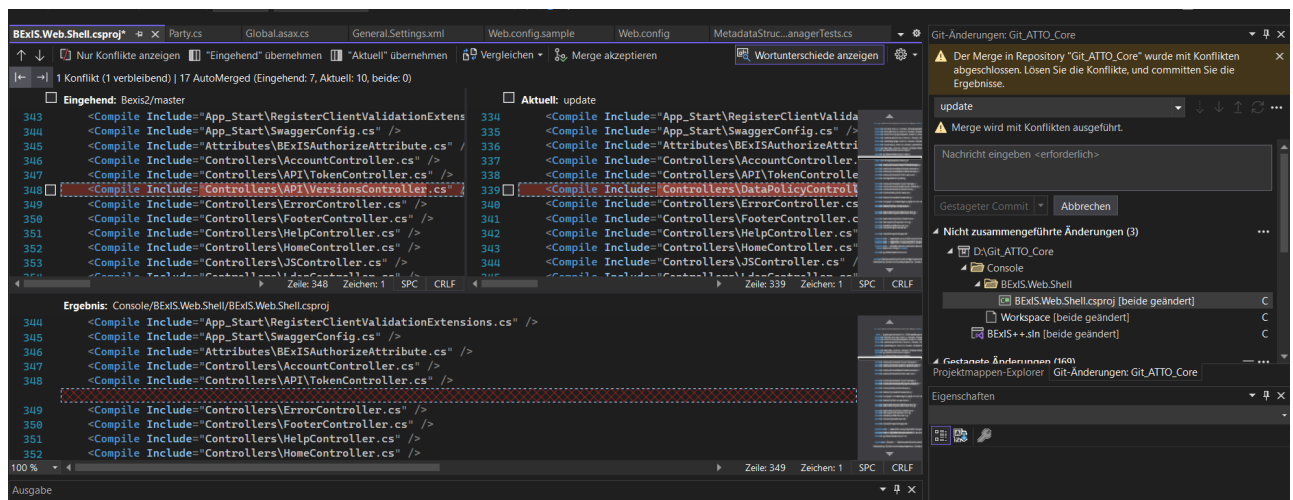 BExIS.Web.Shell.csproj* Party.cs Global.asax.cs General.Settings.xml Web.config.sample Web.config MetadataStruc...anagerTests.cs
Nur Konflikte anzeigen "Eingehend" übernehmen "Aktuell" übernehmen Vergleichen Merge akzeptieren Wortunterschiede anzeigen
1 Konflikt (1 verbleibend) | 17 AutoMerged (Eingehend: 7, Aktuell: 10, beide: 0)
Eingehend: Bexis2/master
343 <Compile Include="App_Start\RegisterClientValidationExtens
344 <Compile Include="App_Start\SwaggerConfig.cs" />
345 <Compile Include="Attributes\BExISAuthorizeAttribute.cs" /
346 <Compile Include="Controllers\AccountController.cs" />
347 <Compile Include="Controllers\API\TokenController.cs" />
348 <Compile Include="Controllers\API\VersionsController.cs" /
349 <Compile Include="Controllers\ErrorController.cs" />
350 <Compile Include="Controllers\FooterController.cs" />
351 <Compile Include="Controllers\HelpController.cs" />
352 <Compile Include="Controllers\HomeController.cs" />
353 <Compile Include="Controllers\JSController.cs" />
Zeile: 348 Zeichen: 1 SPC CRLF
Aktuell: update
334 <Compile Include="App_Start\RegisterClientValida
335 <Compile Include="App_Start\SwaggerConfig.cs" />
336 <Compile Include="Attributes\BExISAuthorizeAttri
337 <Compile Include="Controllers\AccountController.
338 <Compile Include="Controllers\API\TokenControlle
339 <Compile Include="Controllers\DataPolicyControll
340 <Compile Include="Controllers\ErrorController.cs
341 <Compile Include="Controllers\FooterController.c
342 <Compile Include="Controllers\HelpController.cs"
343 <Compile Include="Controllers\HomeController.cs"
344 <Compile Include="Controllers\JSController.cs" /
Zeile: 339 Zeichen: 1 SPC CRLF
Ergebnis: Console/BExIS.Web.Shell/BExIS.Web.Shell.csproj
344 <Compile Include="App_Start\RegisterClientValidationExtensions.cs" />
345 <Compile Include="App_Start\SwaggerConfig.cs" />
346 <Compile Include="Attributes\BExISAuthorizeAttribute.cs" />
347 <Compile Include="Controllers\AccountController.cs" />
348 <Compile Include="Controllers\API\TokenController.cs" />
349 <Compile Include="Controllers\ErrorController.cs" />
350 <Compile Include="Controllers\FooterController.cs" />
351 <Compile Include="Controllers\HelpController.cs" />
352 <Compile Include="Controllers\HomeController.cs" />
100 % Zeile: 349 Zeichen: 1 SPC CRLF
Ausgabe
Git-Änderungen: Git_ATTO_Core
Der Merge in Repository "Git_ATTO_Core" wurde mit Konflikten
abgeschlossen. Lösen Sie die Konflikte, und committen Sie die
Ergebnisse.
update
Merge wird mit Konflikten ausgeführt.
Nachricht eingeben <erforderlich>
Gestageter Commit Abbrechen
Nicht zusammengeführte Änderungen (3)
D:\Git_ATTO_Core
Console
BExIS.Web.Shell
BExIS.Web.Shell.csproj [beide geändert] C
Workspace [beide geändert] C
BExIS++.sln [beide geändert] C
Gestagete Änderungen (169)
Projektmappen-Explorer Git-Änderungen: Git_ATTO_Core
Eigenschaften